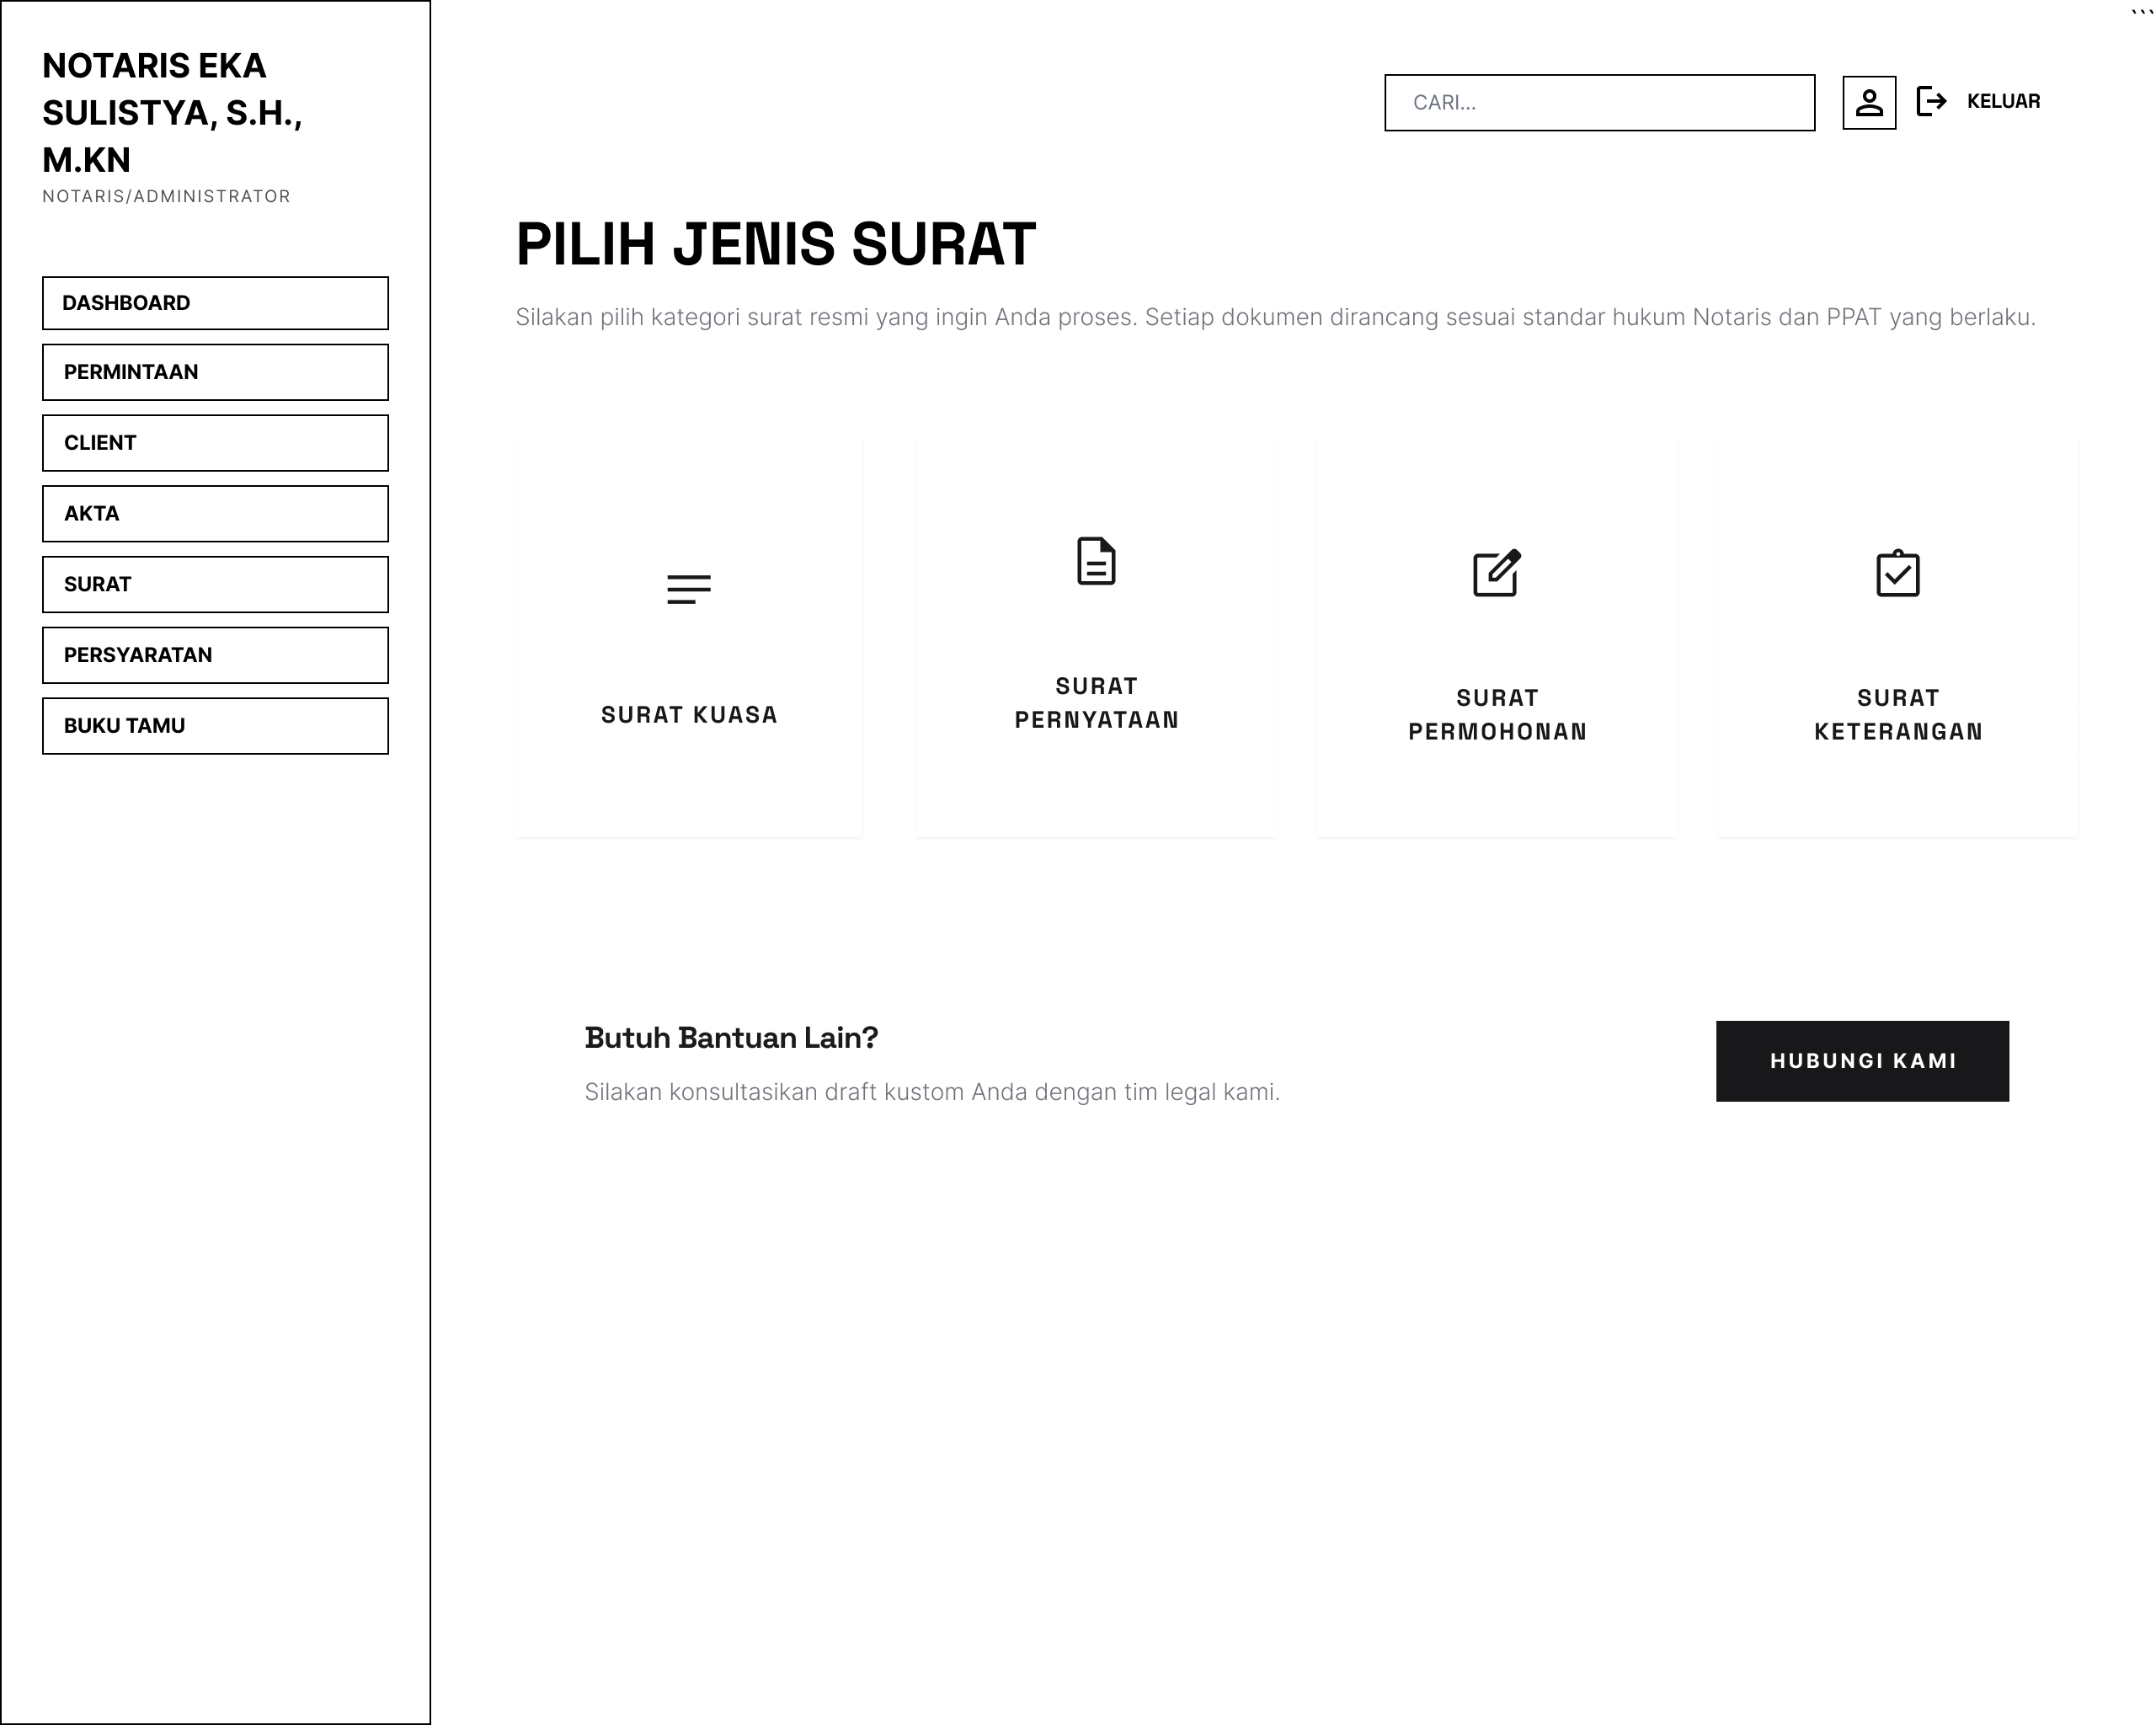 NOTARIS EKA
SULISTYA, S.H.,
M.KN
NOTARIS/ADMINISTRATOR
DASHBOARD
PERMINTAAN
CLIENT
AKTA
SURAT
PERSYARATAN
BUKU TAMU
```
CARI...
KELUAR
PILIH JENIS SURAT
Silakan pilih kategori surat resmi yang ingin Anda proses. Setiap dokumen dirancang sesuai standar hukum Notaris dan PPAT yang berlaku.
SURAT KUASA
SURAT
PERNYATAAN
SURAT
PERMOHONAN
SURAT
KETERANGAN
Butuh Bantuan Lain?
Silakan konsultasikan draft kustom Anda dengan tim legal kami.
HUBUNGI KAMI